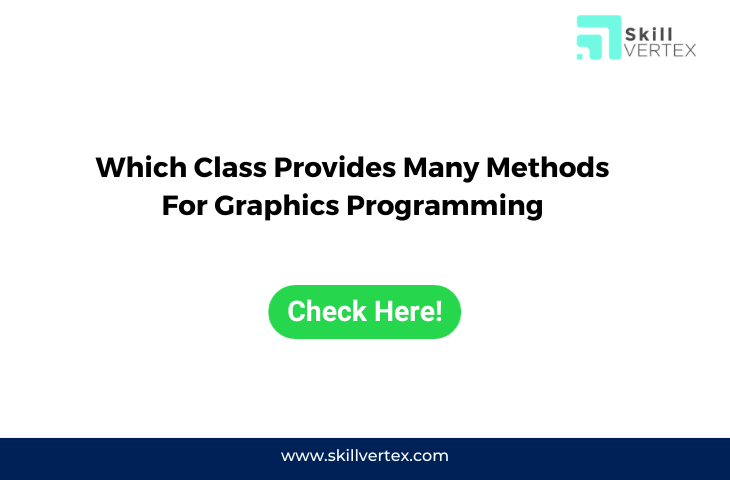 Skill
VERTEX
Which Class Provides Many Methods
For Graphics Programming
Check Here!
www.skillvertex.com